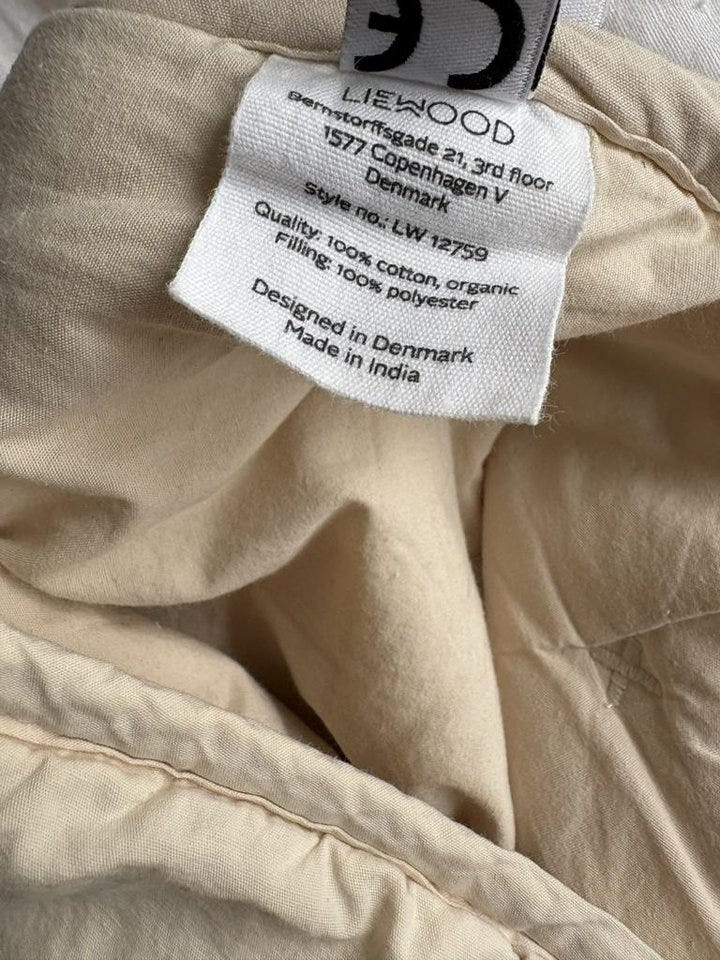 CE
LIEWOOD
Bernstorffsgade 21, 3rd floor
1577 Copenhagen V
Denmark
Style no.: LW 12759
Quality: 100% cotton, organic
Filling: 100% polyester
Designed in Denmark
Made in India